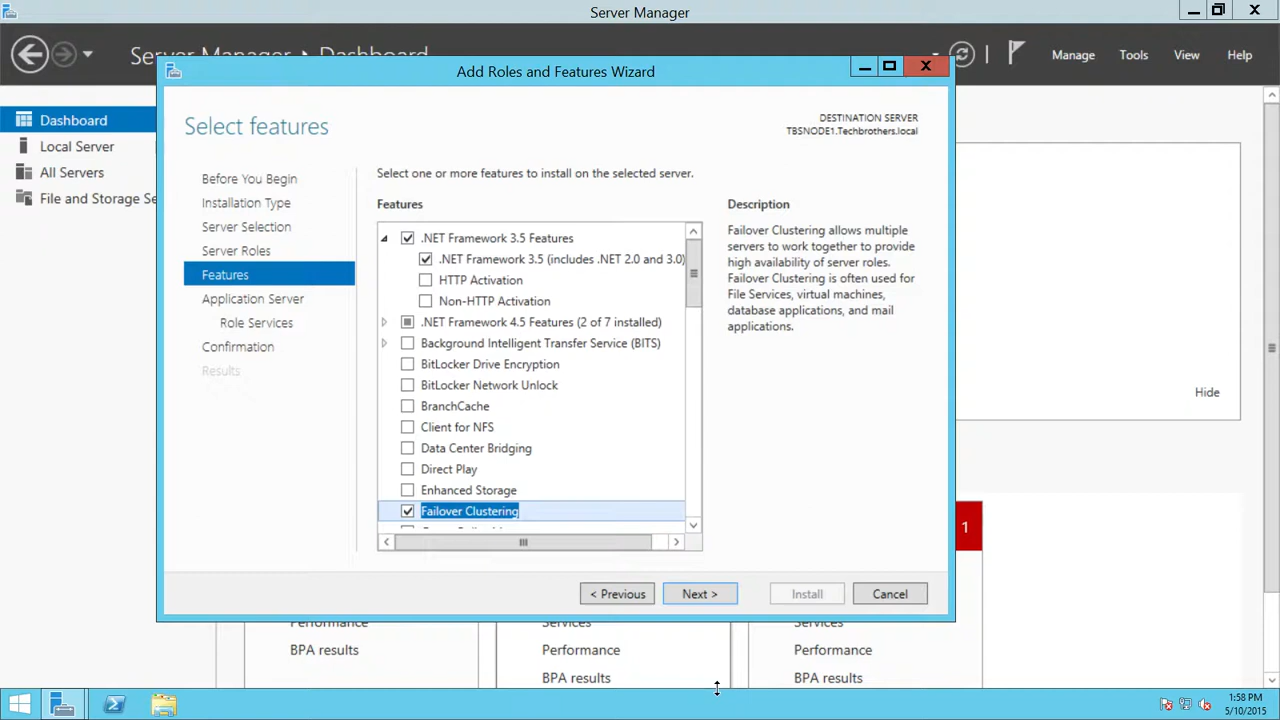 Server Manager
Server Manager • Dashboard
Manage
Tools
View
Help
Add Roles and Features Wizard
Dashboard
Local Server
All Servers
File and Storage Se
Select features
DESTINATION SERVER
TBSNODE1.Techbrothers.local
Before You Begin
Installation Type
Server Selection
Server Roles
Features
Application Server
Role Services
Confirmation
Results
Select one or more features to install on the selected server.
Features
.NET Framework 3.5 Features
.NET Framework 3.5 (includes .NET 2.0 and 3.0)
HTTP Activation
Non-HTTP Activation
.NET Framework 4.5 Features (2 of 7 installed)
Background Intelligent Transfer Service (BITS)
BitLocker Drive Encryption
BitLocker Network Unlock
BranchCache
Client for NFS
Data Center Bridging
Direct Play
Enhanced Storage
Failover Clustering
Description
Failover Clustering allows multiple
servers to work together to provide
high availability of server roles.
Failover Clustering is often used for
File Services, virtual machines,
database applications, and mail
applications.
Hide
1
< Previous
Next >
Install
Cancel
Performance
BPA results
Services
Performance
BPA results
Services
Performance
BPA results
1:58 PM
5/10/2015